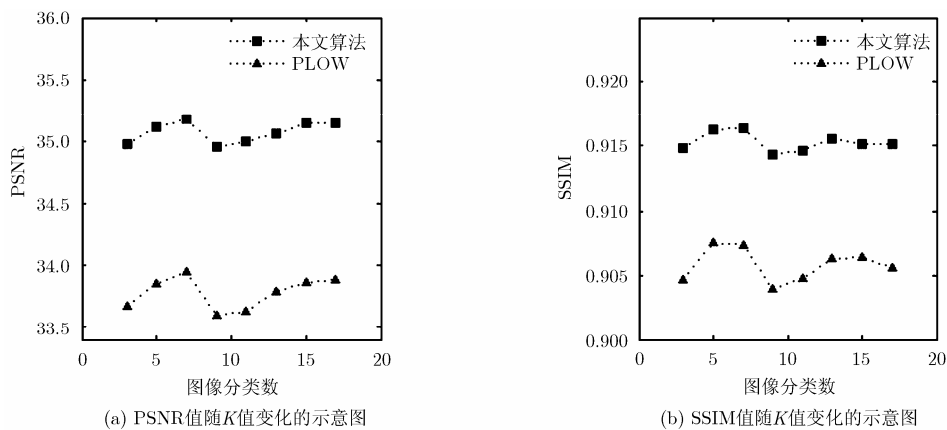 36.0
35.5
35.0
34.5
34.0
33.5
PSNR
本文算法
PLOW
0 5 10 15 20
图像分类数
(a) PSNR值随K值变化的示意图
0.920
0.915
0.910
0.905
0.900
SSIM
本文算法
PLOW
0 5 10 15 20
图像分类数
(b) SSIM值随K值变化的示意图